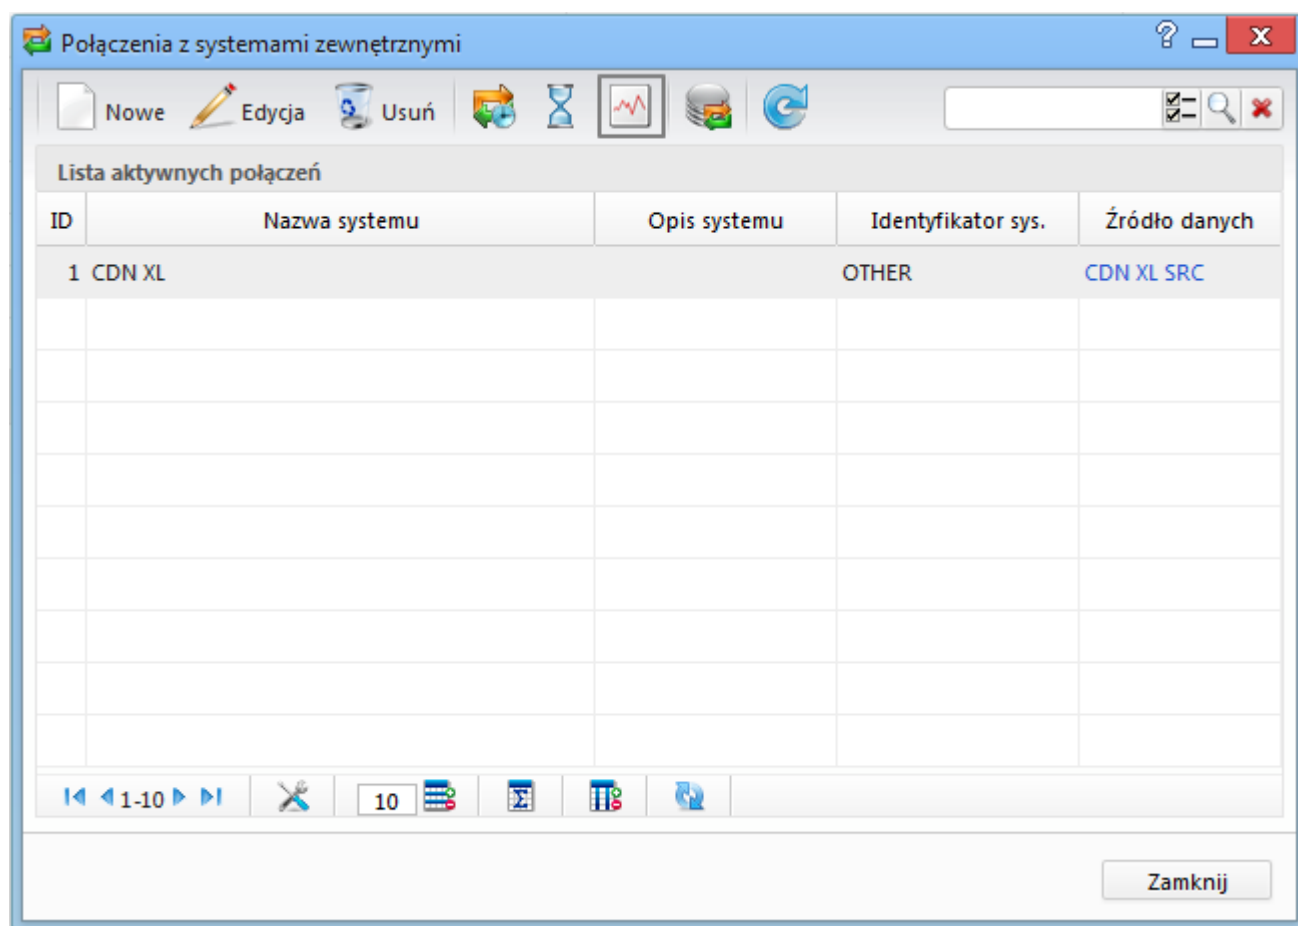 Połączenia z systemami zewnętrznymi
Nowe Edycja Usuń
Lista aktywnych połączeń
ID Nazwa systemu Opis systemu Identyfikator sys. Źródło danych
1 CDN XL OTHER CDN XL SRC
1-10 10
Zamknij